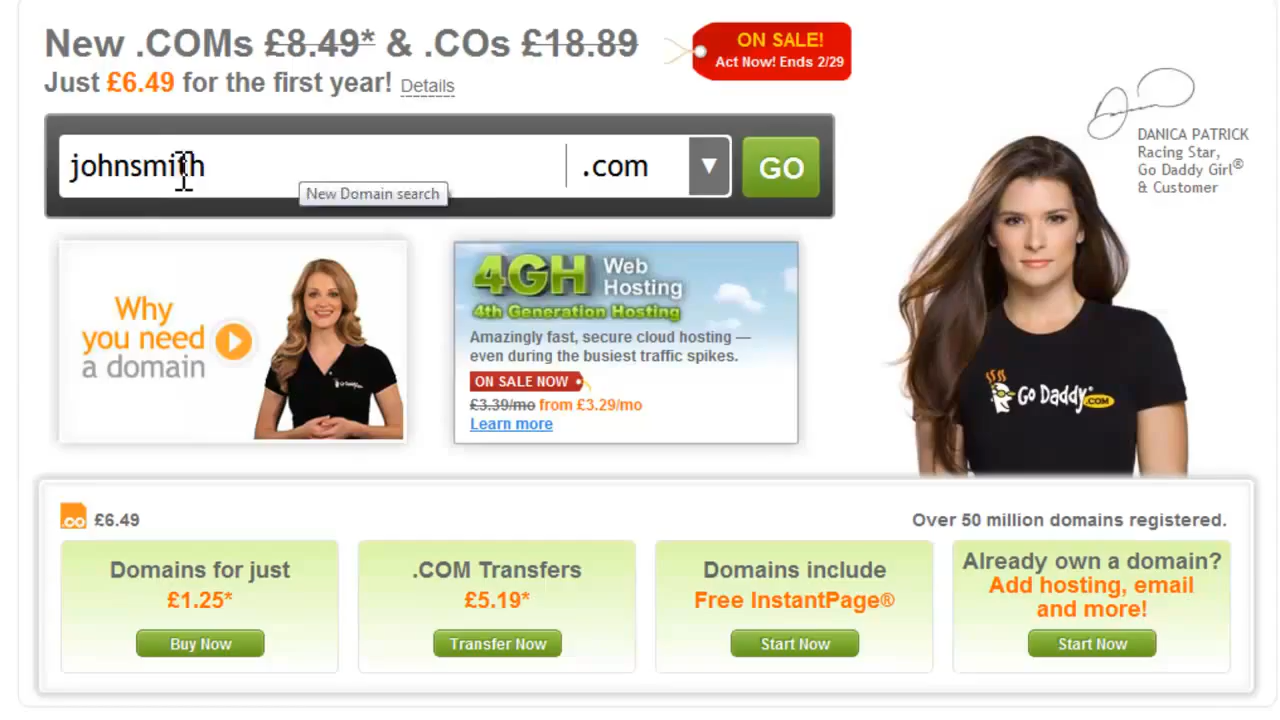 New .COMs £8.49* & .COs £18.89
Just £6.49 for the first year! Details
ON SALE!
Act Now! Ends 2/29
johnsmith
.com
GO
New Domain search
DANICA PATRICK
Racing Star,
Go Daddy Girl®
& Customer
Why
you need
a domain
Go Daddy
4GH Web
Hosting
4th Generation Hosting
Amazingly fast, secure cloud hosting —
even during the busiest traffic spikes.
ON SALE NOW
£3.39/mo from £3.29/mo
Learn more
Go Daddy .COM
.co £6.49
Over 50 million domains registered.
Domains for just
£1.25*
Buy Now
.COM Transfers
£5.19*
Transfer Now
Domains include
Free InstantPage®
Start Now
Already own a domain?
Add hosting, email
and more!
Start Now